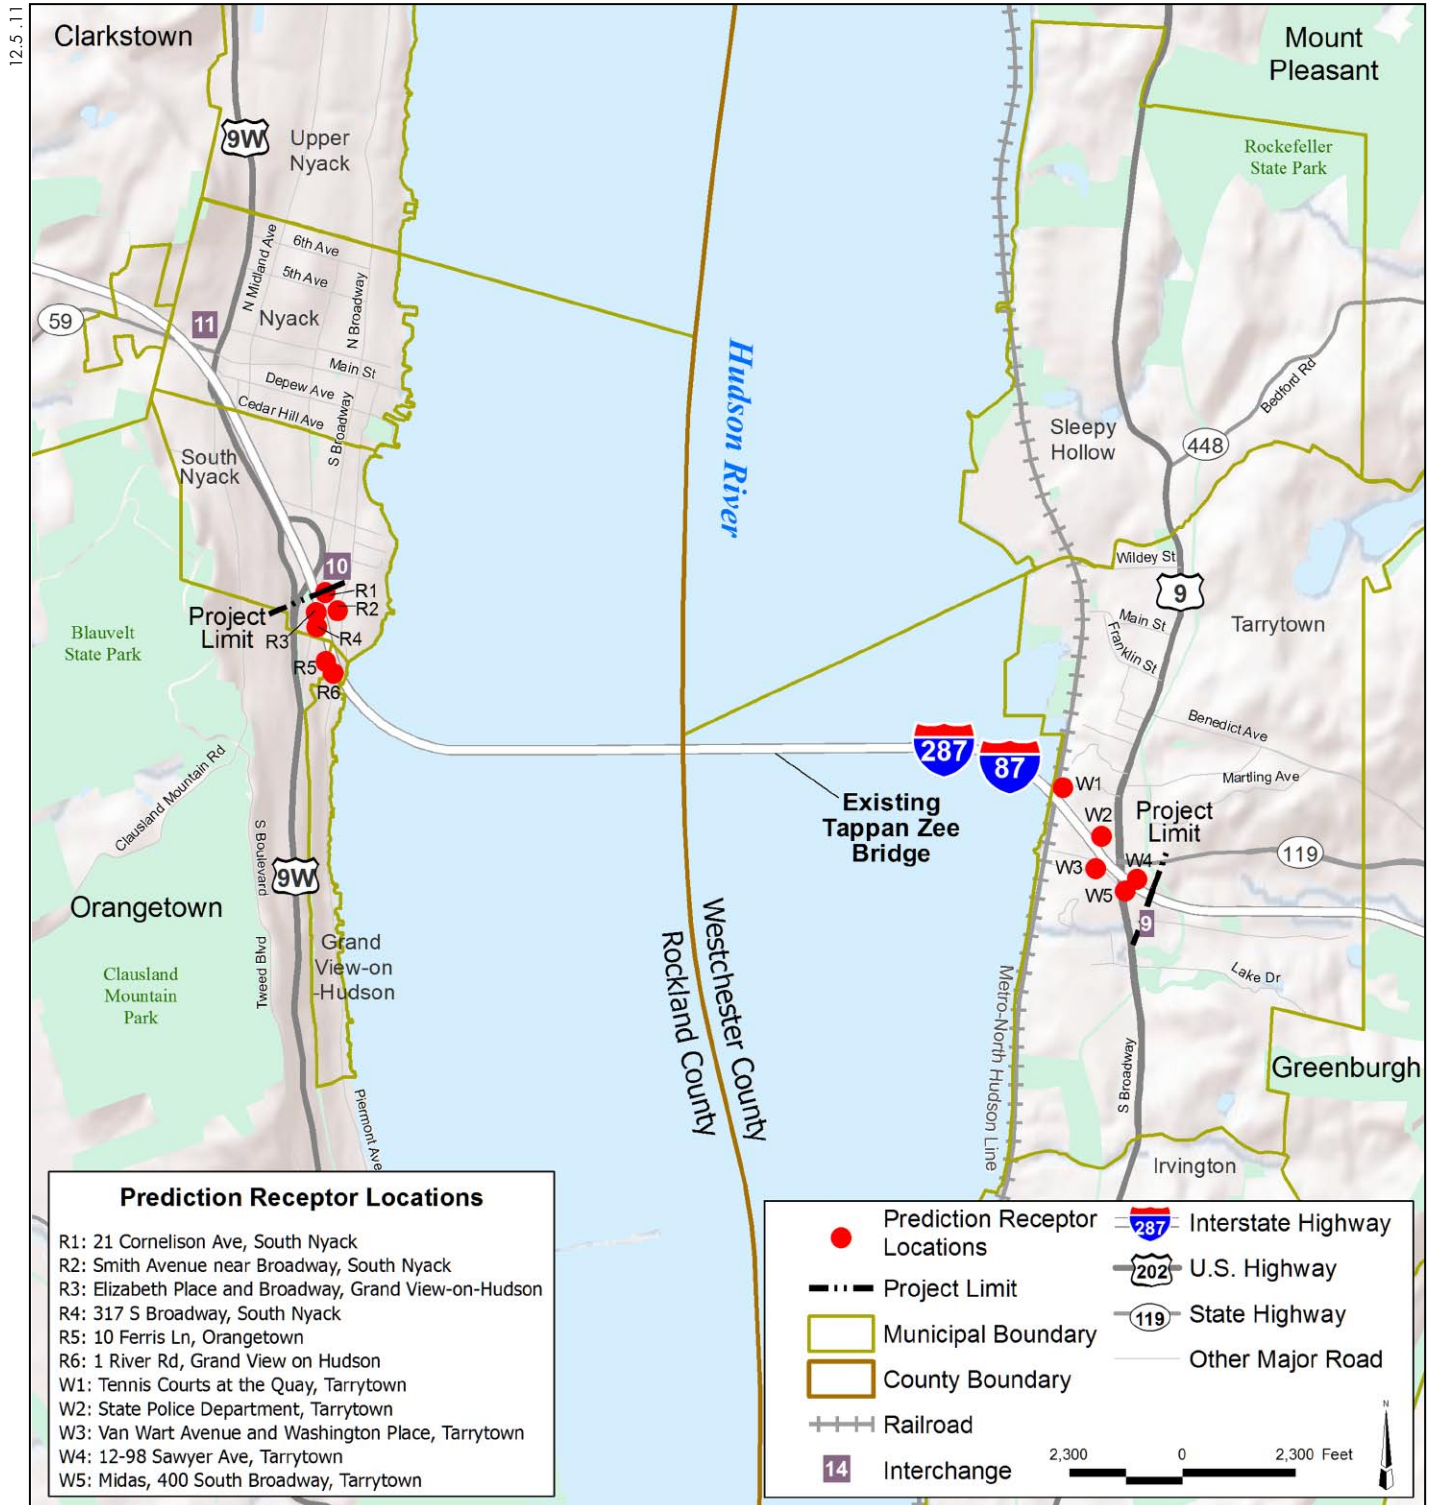 12.5.11
Clarkstown
Mount
Pleasant
9W
Upper
Nyack
Rockefeller
State Park
6th Ave
5th Ave
N Midland Ave
N Broadway
Nyack
59
11
Main St
Depew Ave
Cedar Hill Ave
S Broadway
Hudson River
Bedford Rd
Sleepy
Hollow
448
South
Nyack
Wildey St
10
R1
R2
R3
R4
R5
R6
Project
Limit
9
Main St
Franklin St
Tarrytown
Blauvelt
State Park
Benedict Ave
Martling Ave
287
87
Clausland Mountain Rd
S Boulevard
Existing
Tappan Zee
Bridge
W1
W2
W3
W4
W5
Project
Limit
119
9W
9
Orangetown
Grand
View-on
-Hudson
Tweed Blvd
Clausland
Mountain
Park
Westchester County
Rockland County
Metro-North Hudson Line
Lake Dr
S Broadway
Greenburgh
Piermont Ave
Irvington
Prediction Receptor Locations
R1: 21 Cornelison Ave, South Nyack
R2: Smith Avenue near Broadway, South Nyack
R3: Elizabeth Place and Broadway, Grand View-on-Hudson
R4: 317 S Broadway, South Nyack
R5: 10 Ferris Ln, Orangetown
R6: 1 River Rd, Grand View on Hudson
W1: Tennis Courts at the Quay, Tarrytown
W2: State Police Department, Tarrytown
W3: Van Wart Avenue and Washington Place, Tarrytown
W4: 12-98 Sawyer Ave, Tarrytown
W5: Midas, 400 South Broadway, Tarrytown
Prediction Receptor
Locations
Project Limit
Municipal Boundary
County Boundary
Railroad
14 Interchange
287 Interstate Highway
202 U.S. Highway
119 State Highway
Other Major Road
N
2,300 0 2,300 Feet